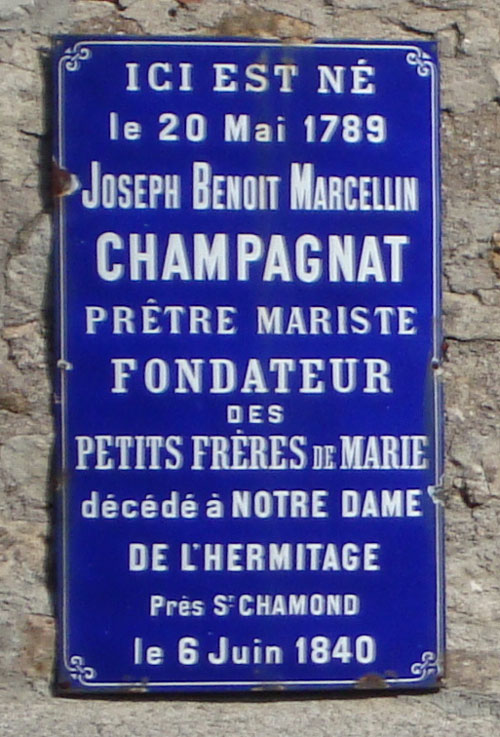 ICI EST NÉ
le 20 Mai 1789
JOSEPH BENOIT MARCELLIN
CHAMPAGNAT
PRÊTRE MARISTE
FONDATEUR
DES
PETITS FRÈRES DE MARIE
décédé à NOTRE DAME
DE L'HERMITAGE
Près ST CHAMOND
le 6 Juin 1840